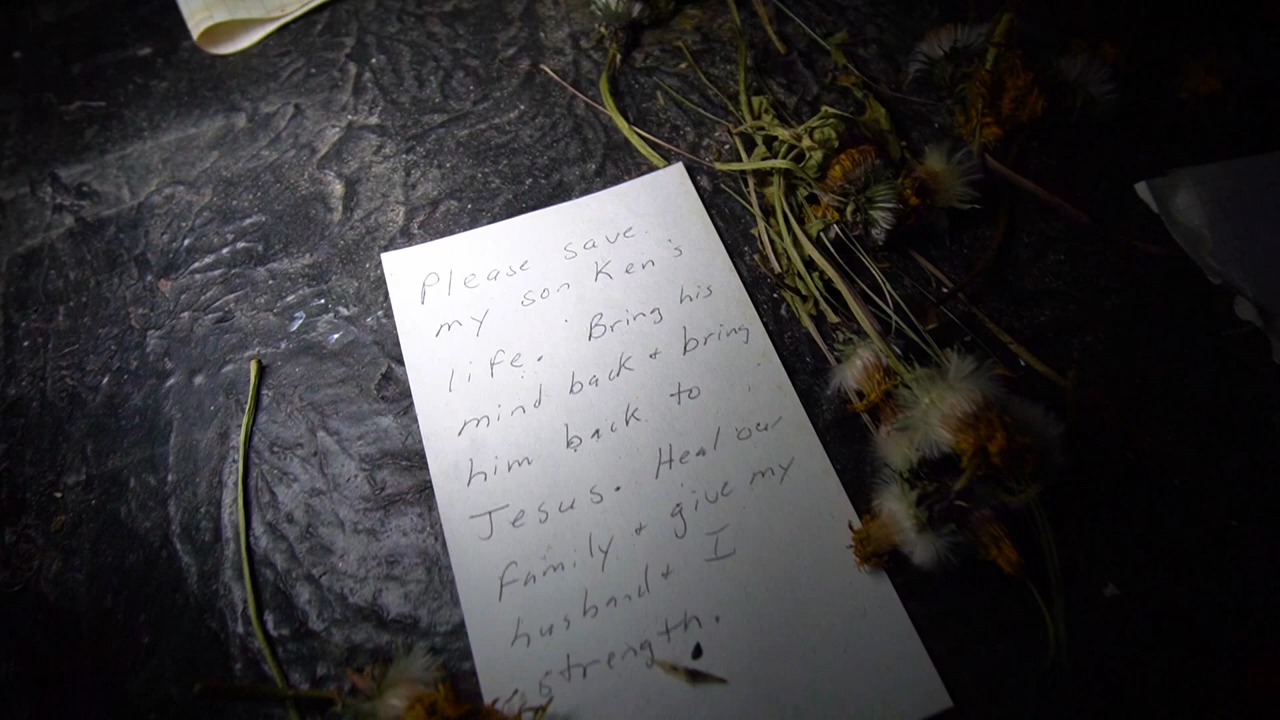 Please save
my son Ken's
life. Bring his
mind back & bring
him back to
Jesus. Heal our
family & give my
husband & I
strength.